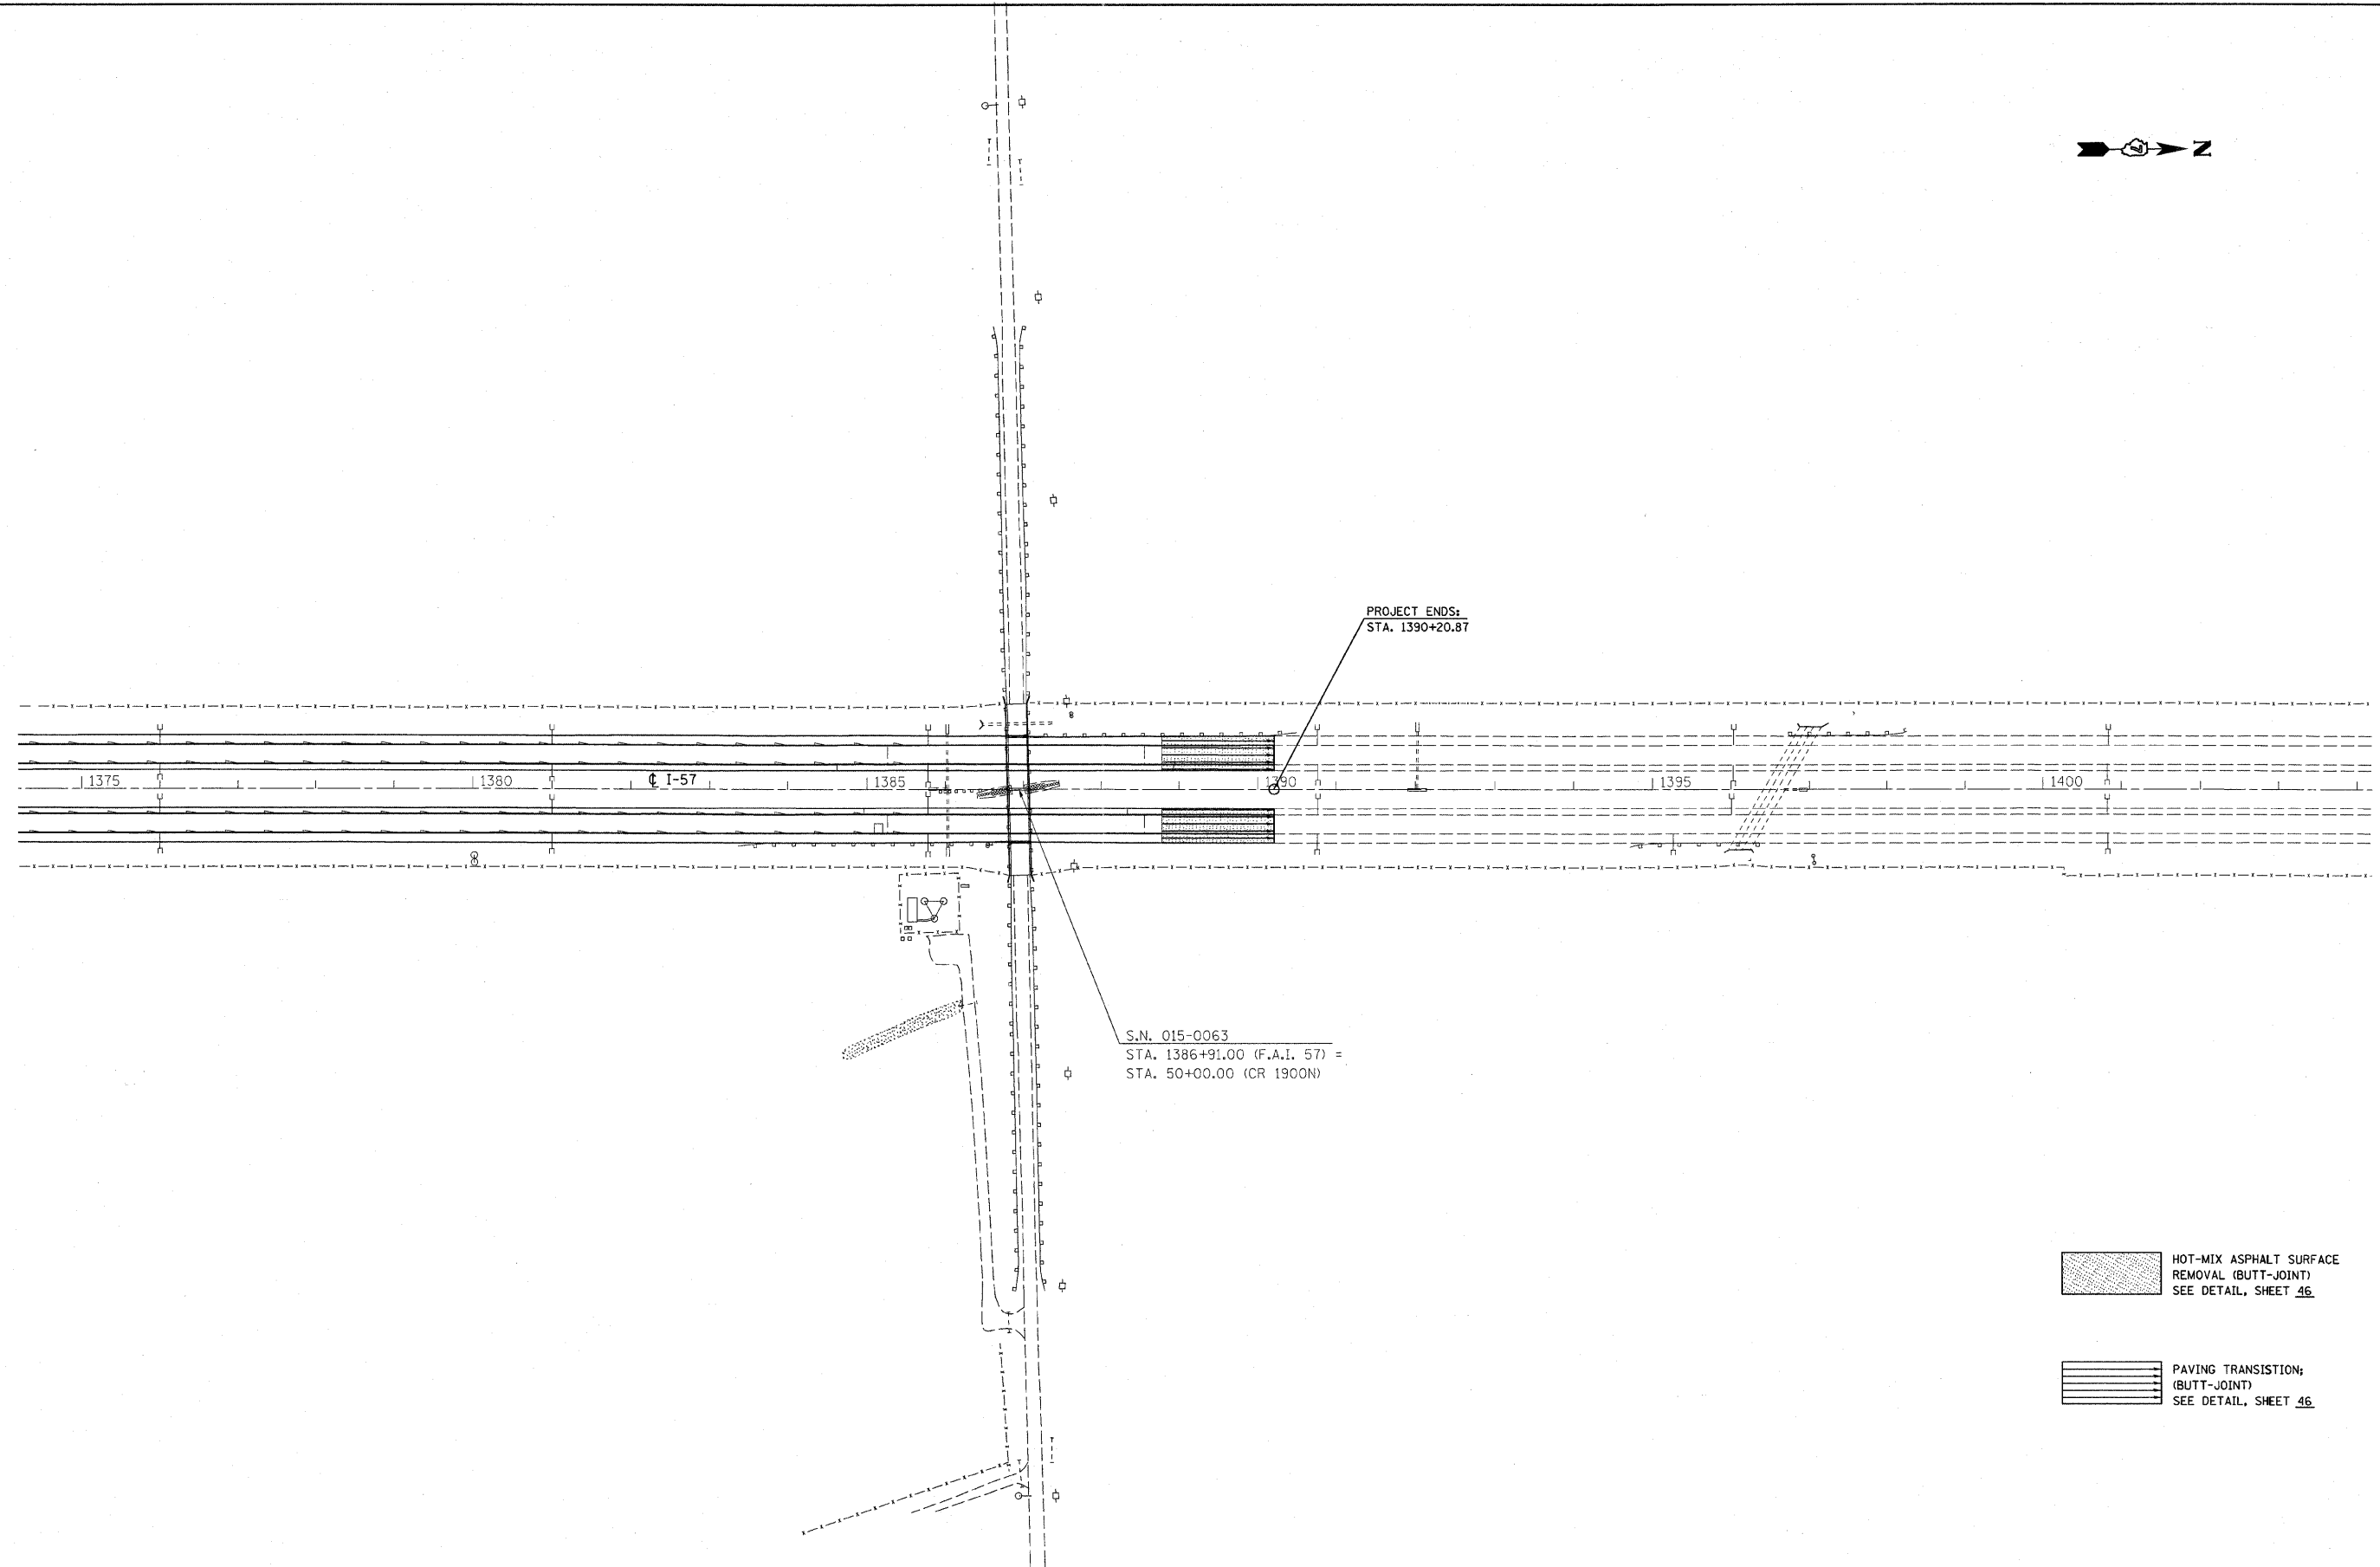 N
PROJECT ENDS:
STA. 1390+20.87
1375
1380
℄ I-57
1385
1390
1395
1400
S.N. 015-0063
STA. 1386+91.00 (F.A.I. 57) =
STA. 50+00.00 (CR 1900N)
HOT-MIX ASPHALT SURFACE
REMOVAL (BUTT-JOINT)
SEE DETAIL, SHEET 46
PAVING TRANSISTION;
(BUTT-JOINT)
SEE DETAIL, SHEET 46